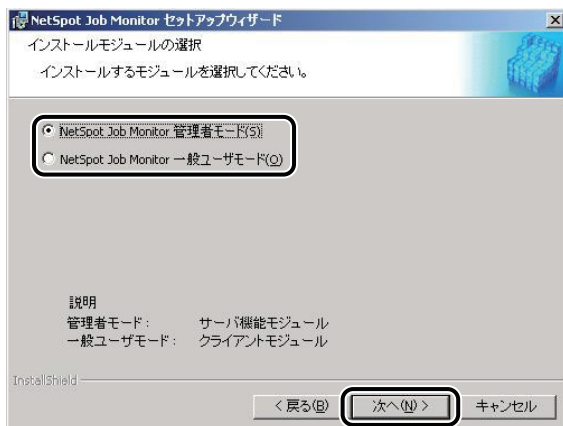 NetSpot Job Monitor セットアップウィザード
インストールモジュールの選択
インストールするモジュールを選択してください。
NetSpot Job Monitor 管理者モード(S)
NetSpot Job Monitor 一般ユーザモード(O)
説明
管理者モード： サーバ機能モジュール
一般ユーザモード： クライアントモジュール
InstallShield
< 戻る(B) 次へ(N) > キャンセル